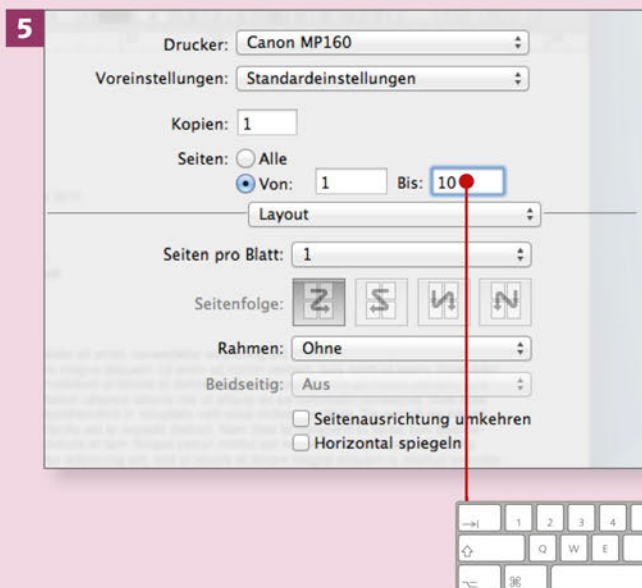 5
Drucker: Canon MP160
Voreinstellungen: Standardeinstellungen
Kopien: 1
Seiten: Alle
Von: 1 Bis: 10
Layout
Seiten pro Blatt: 1
Seitenfolge:
Rahmen: Ohne
Beidseitig: Aus
Seitenausrichtung umkehren
Horizontal spiegeln
1 2 3 4
Q W E
⌥ ⌘